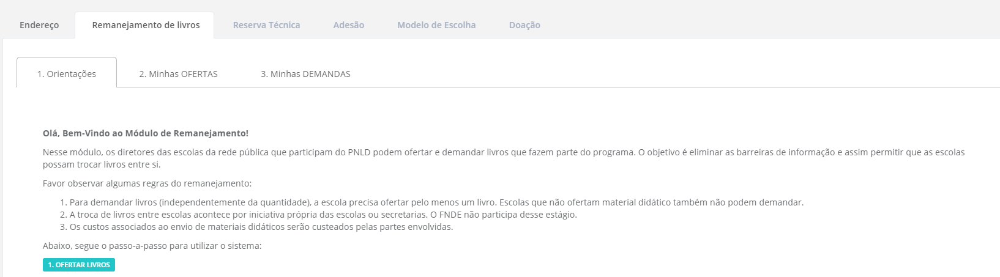 Endereço Remanejamento de livros Reserva Técnica Adesão Modelo de Escolha Doação
1. Orientações 2. Minhas OFERTAS 3. Minhas DEMANDAS
Olá, Bem-Vindo ao Módulo de Remanejamento!
Nesse módulo, os diretores das escolas da rede pública que participam do PNLD podem ofertar e demandar livros que fazem parte do programa. O objetivo é eliminar as barreiras de informação e assim permitir que as escolas
possam trocar livros entre si.
Favor observar algumas regras do remanejamento:
1. Para demandar livros (independentemente da quantidade), a escola precisa ofertar pelo menos um livro. Escolas que não ofertam material didático também não podem demandar.
2. A troca de livros entre escolas acontece por iniciativa própria das escolas ou secretarias. O FNDE não participa desse estágio.
3. Os custos associados ao envio de materiais didáticos serão custeados pelas partes envolvidas.
Abaixo, segue o passo-a-passo para utilizar o sistema:
1. OFERTAR LIVROS